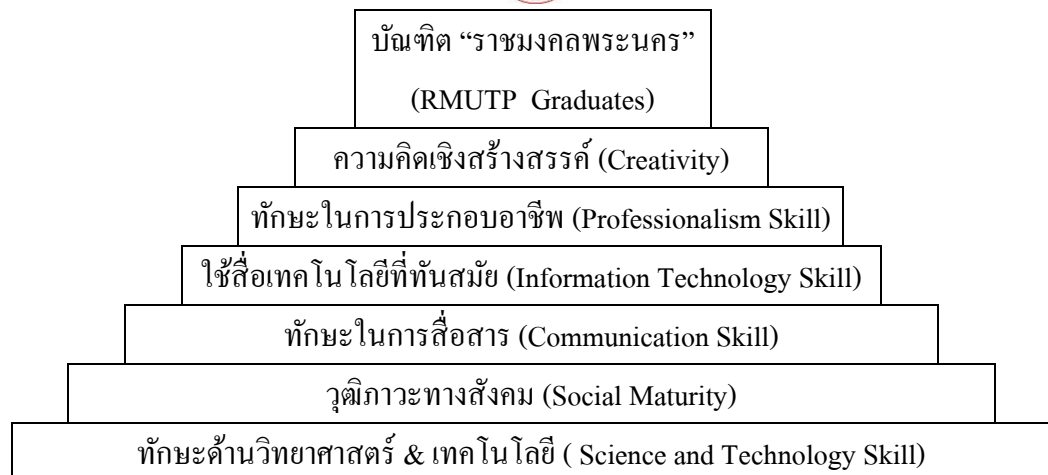 บัณฑิต “ราชมงคลพระนคร”
(RMUTP Graduates)
ความคิดเชิงสร้างสรรค์ (Creativity)
ทักษะในการประกอบอาชีพ (Professionalism Skill)
ใช้สื่อเทคโนโลยีที่ทันสมัย (Information Technology Skill)
ทักษะในการสื่อสาร (Communication Skill)
วุฒิภาวะทางสังคม (Social Maturity)
ทักษะด้านวิทยาศาสตร์ & เทคโนโลยี ( Science and Technology Skill)